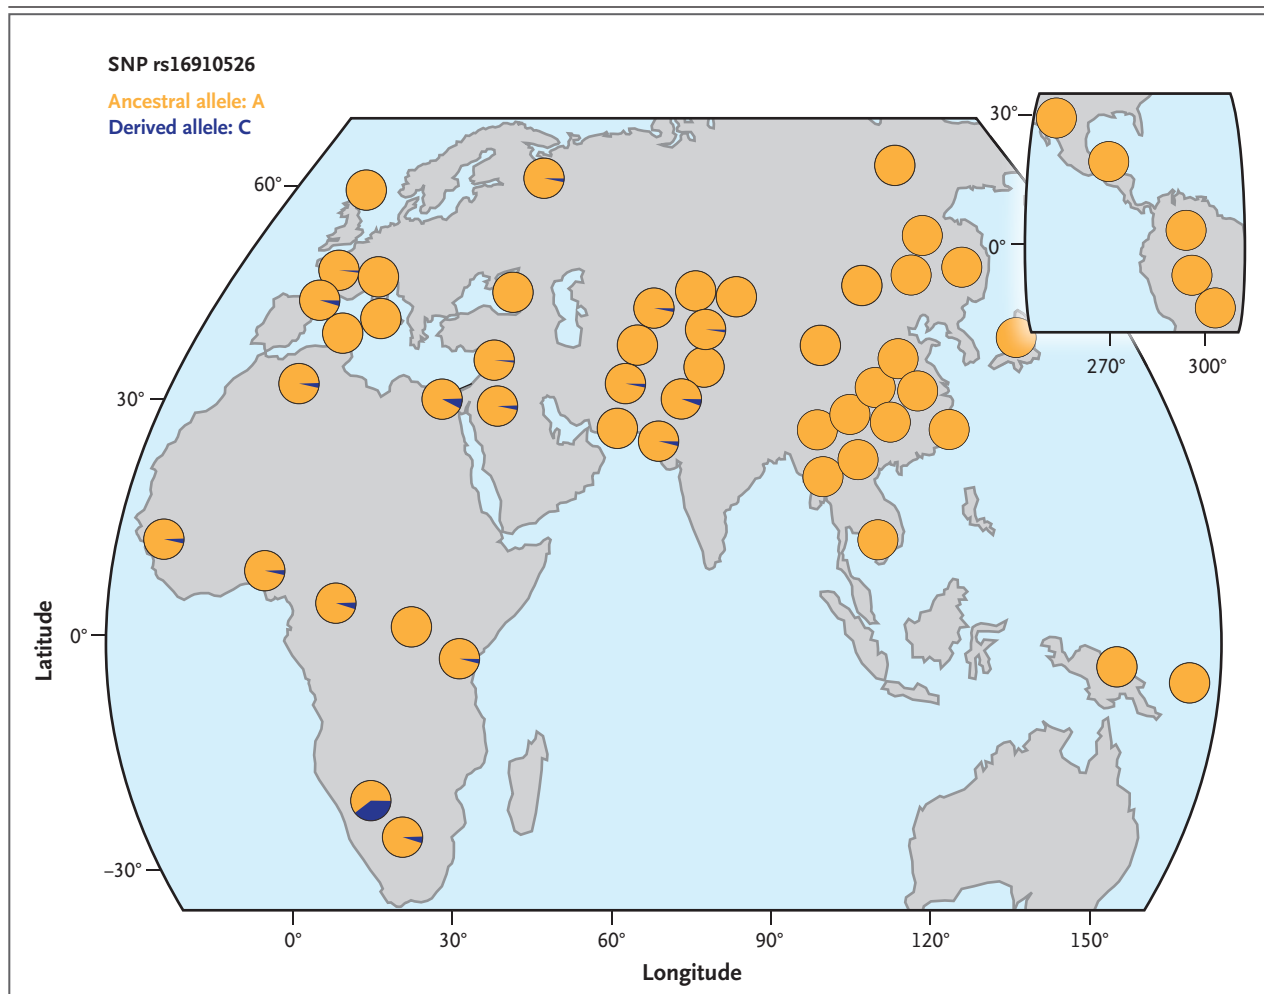 SNP rs16910526
Ancestral allele: A
Derived allele: C
30°
60°
0°
270°
300°
30°
Latitude
0°
–30°
0°
30°
60°
90°
120°
150°
Longitude